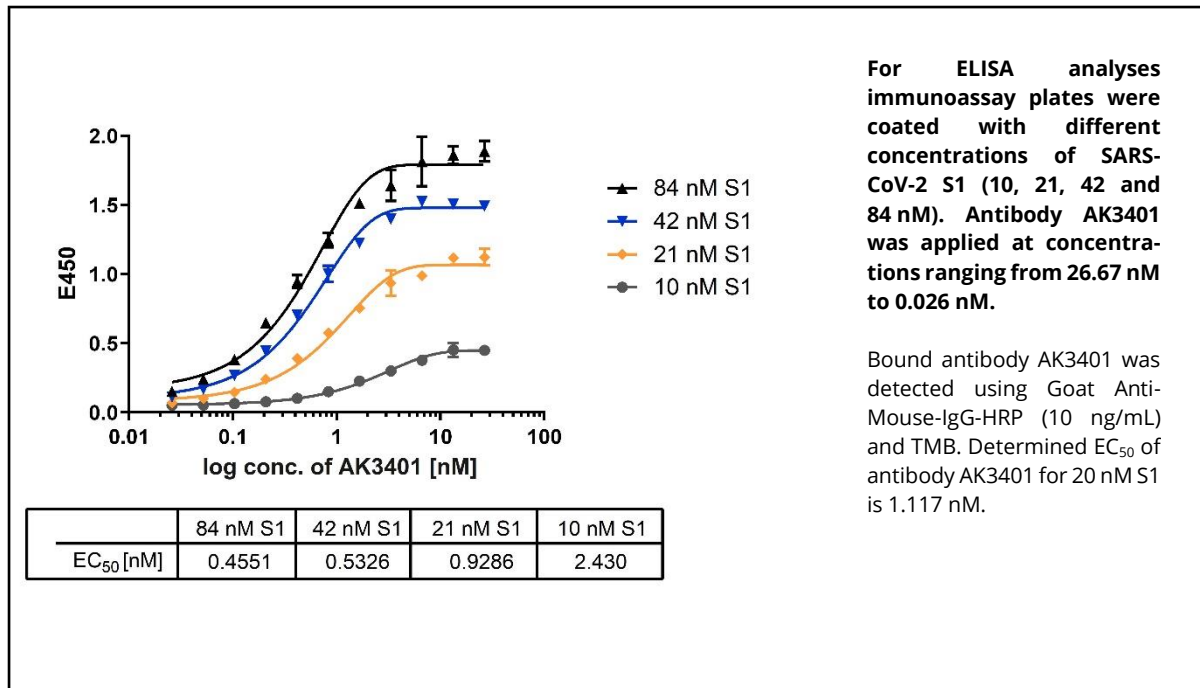 2.0
1.5
1.0
0.5
0.0
E450
0.01 0.1 1 10 100
log conc. of AK3401 [nM]
84 nM S1
42 nM S1
21 nM S1
10 nM S1
84 nM S1 42 nM S1 21 nM S1 10 nM S1
EC50 [nM] 0.4551 0.5326 0.9286 2.430
For ELISA analyses
immunoassay plates were
coated with different
concentrations of SARS-
CoV-2 S1 (10, 21, 42 and
84 nM). Antibody AK3401
was applied at concentra-
tions ranging from 26.67 nM
to 0.026 nM.
Bound antibody AK3401 was
detected using Goat Anti-
Mouse-IgG-HRP (10 ng/mL)
and TMB. Determined EC50 of
antibody AK3401 for 20 nM S1
is 1.117 nM.